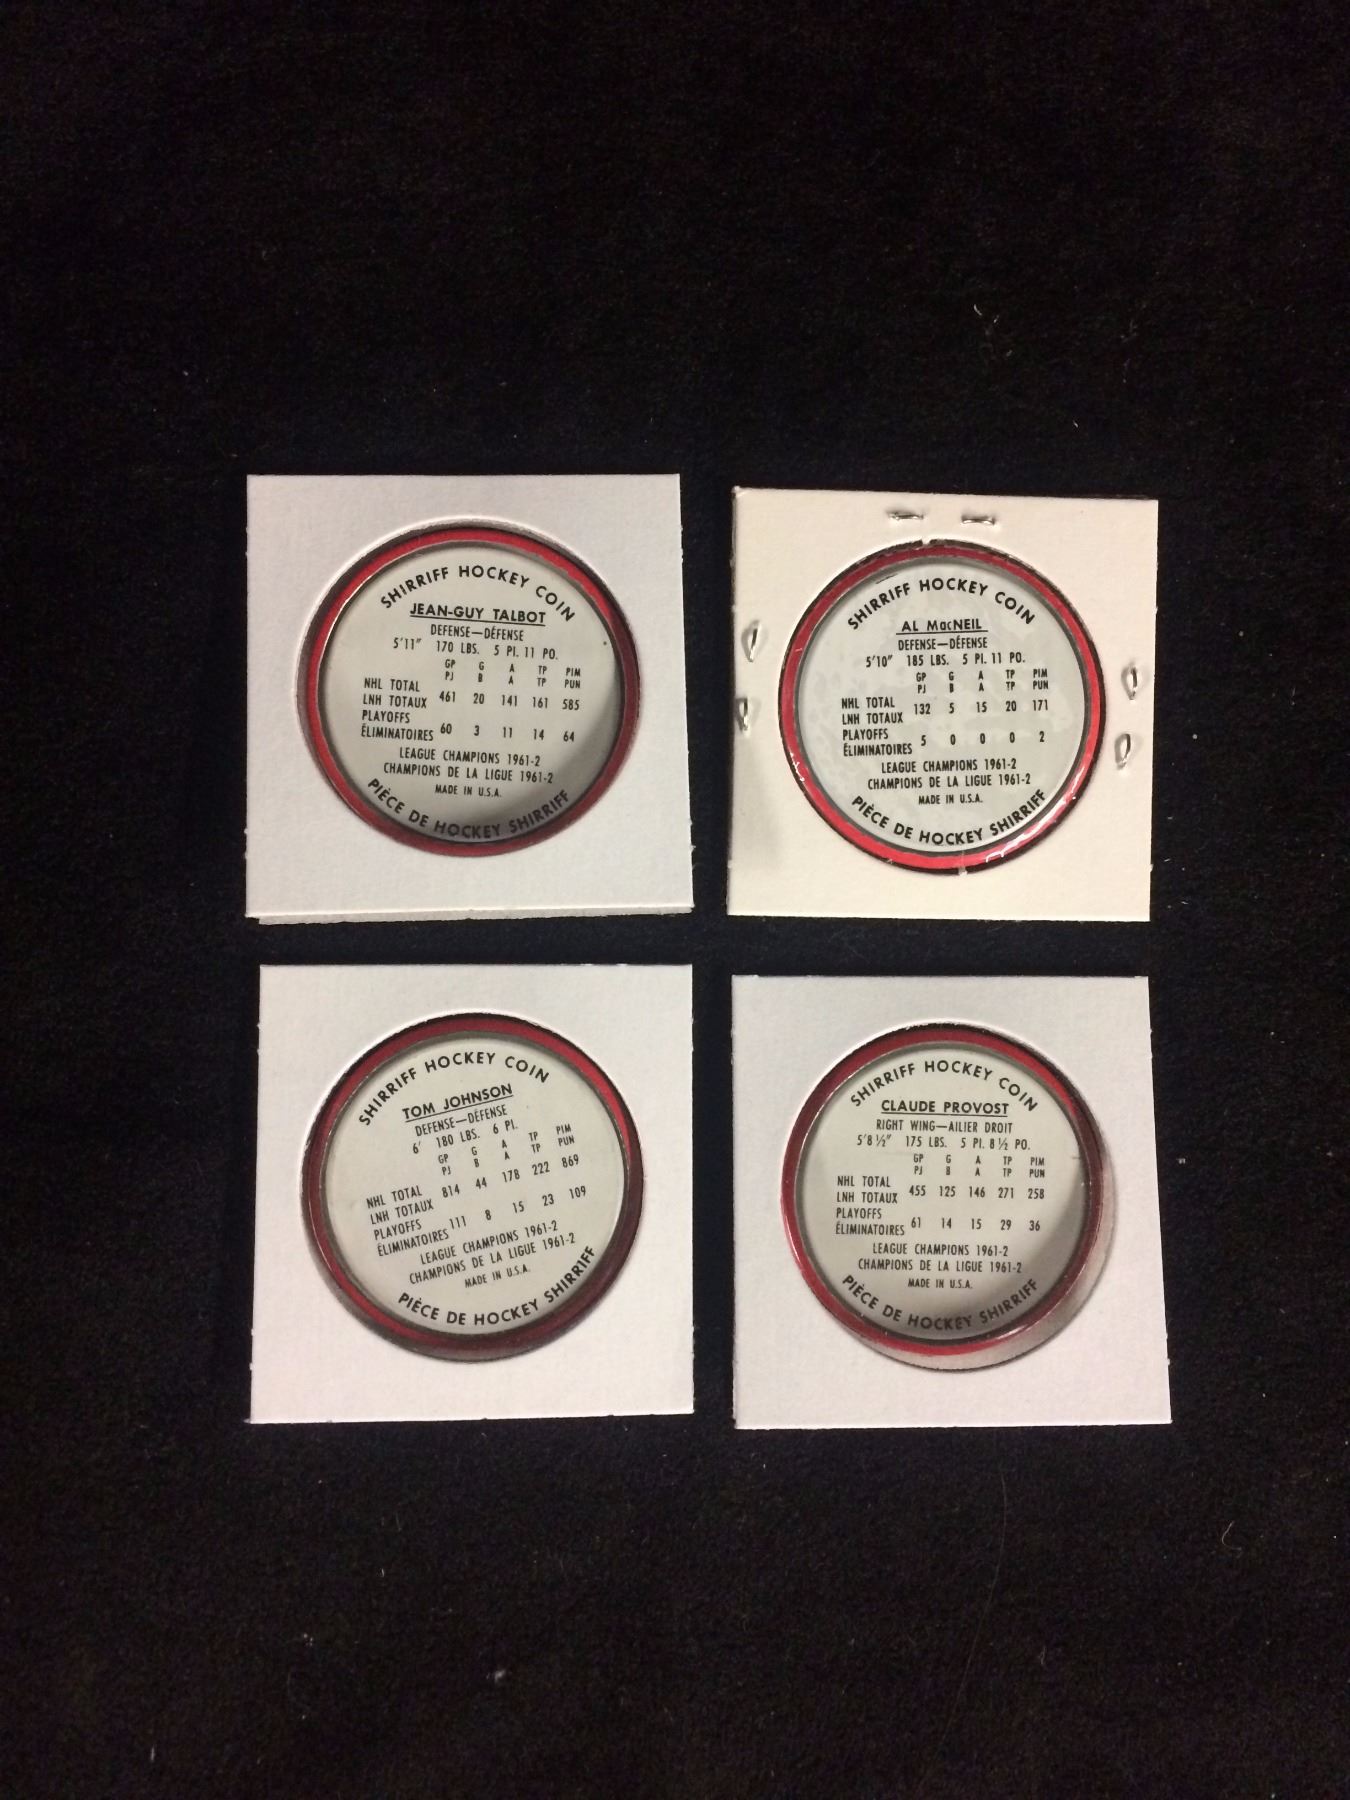 SHIRRIFF HOCKEY COIN
JEAN-GUY TALBOT
DEFENSE—DÉFENSE
5'11" 170 LBS. 5 PI. 11 PO.
GP G A TP PIM
PJ B A TP PUN
NHL TOTAL
LNH TOTAUX 461 20 141 161 585
PLAYOFFS
ÉLIMINATOIRES 60 3 11 14 64
LEAGUE CHAMPIONS 1961-2
CHAMPIONS DE LA LIGUE 1961-2
MADE IN U.S.A.
PIÈCE DE HOCKEY SHIRRIFF
SHIRRIFF HOCKEY COIN
AL MacNEIL
DEFENSE—DÉFENSE
5'10" 185 LBS. 5 PI. 11 PO.
GP G A TP PIM
PJ B A TP PUN
NHL TOTAL
LNH TOTAUX 132 5 15 20 171
PLAYOFFS
ÉLIMINATOIRES 5 0 0 0 2
LEAGUE CHAMPIONS 1961-2
CHAMPIONS DE LA LIGUE 1961-2
MADE IN U.S.A.
PIÈCE DE HOCKEY SHIRRIFF
SHIRRIFF HOCKEY COIN
TOM JOHNSON
DEFENSE—DÉFENSE
6' 180 LBS. 6 PI.
GP G A TP PIM
PJ B A TP PUN
NHL TOTAL
LNH TOTAUX 814 44 178 222 869
PLAYOFFS
ÉLIMINATOIRES 111 8 15 23 109
LEAGUE CHAMPIONS 1961-2
CHAMPIONS DE LA LIGUE 1961-2
MADE IN U.S.A.
PIÈCE DE HOCKEY SHIRRIFF
SHIRRIFF HOCKEY COIN
CLAUDE PROVOST
RIGHT WING—AILIER DROIT
5'8½" 175 LBS. 5 PI. 8½ PO.
GP G A TP PIM
PJ B A TP PUN
NHL TOTAL
LNH TOTAUX 455 125 146 271 258
PLAYOFFS
ÉLIMINATOIRES 61 14 15 29 36
LEAGUE CHAMPIONS 1961-2
CHAMPIONS DE LA LIGUE 1961-2
MADE IN U.S.A.
PIÈCE DE HOCKEY SHIRRIFF